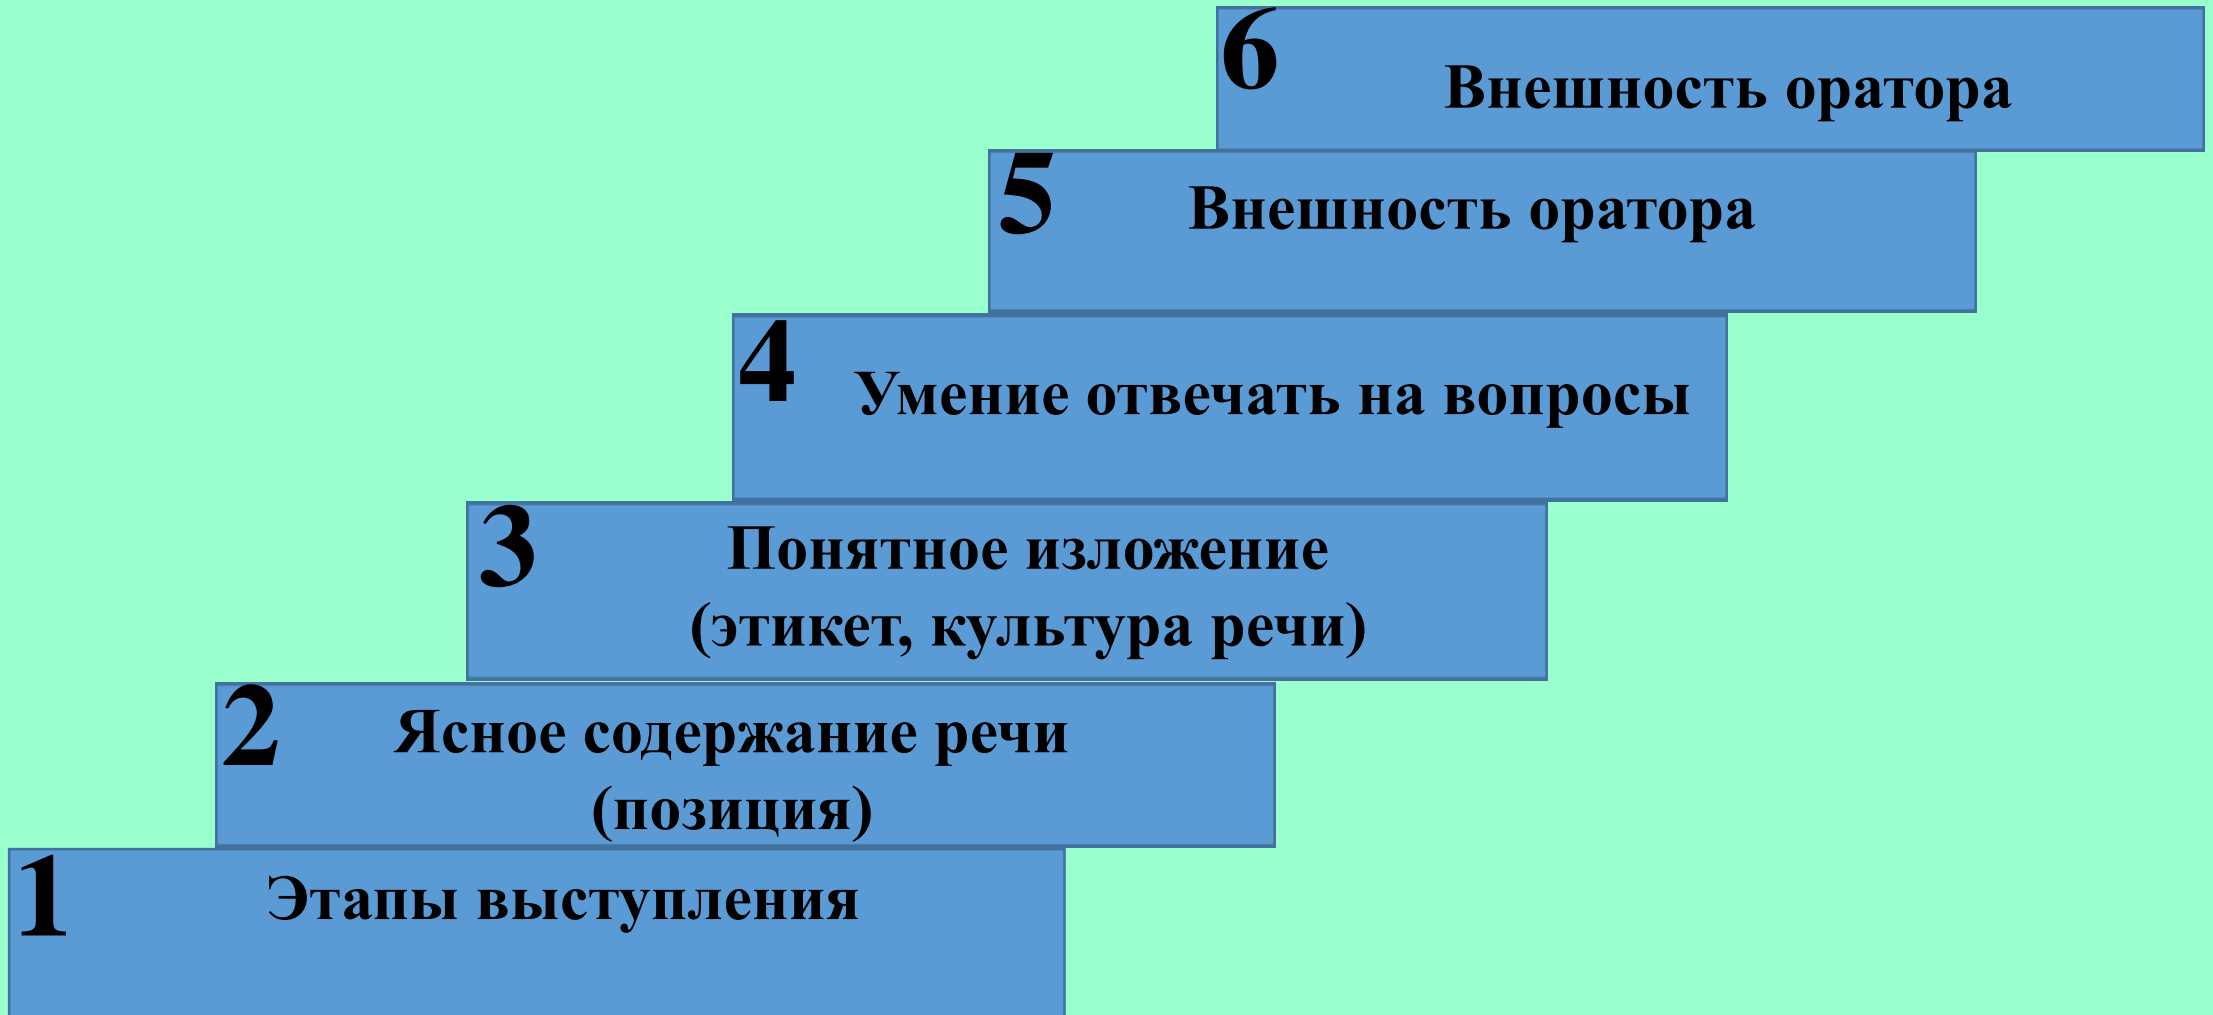 6
Внешность оратора
5
Внешность оратора
4
Умение отвечать на вопросы
3
Понятное изложение
(этикет, культура речи)
2
Ясное содержание речи
(позиция)
1
Этапы выступления